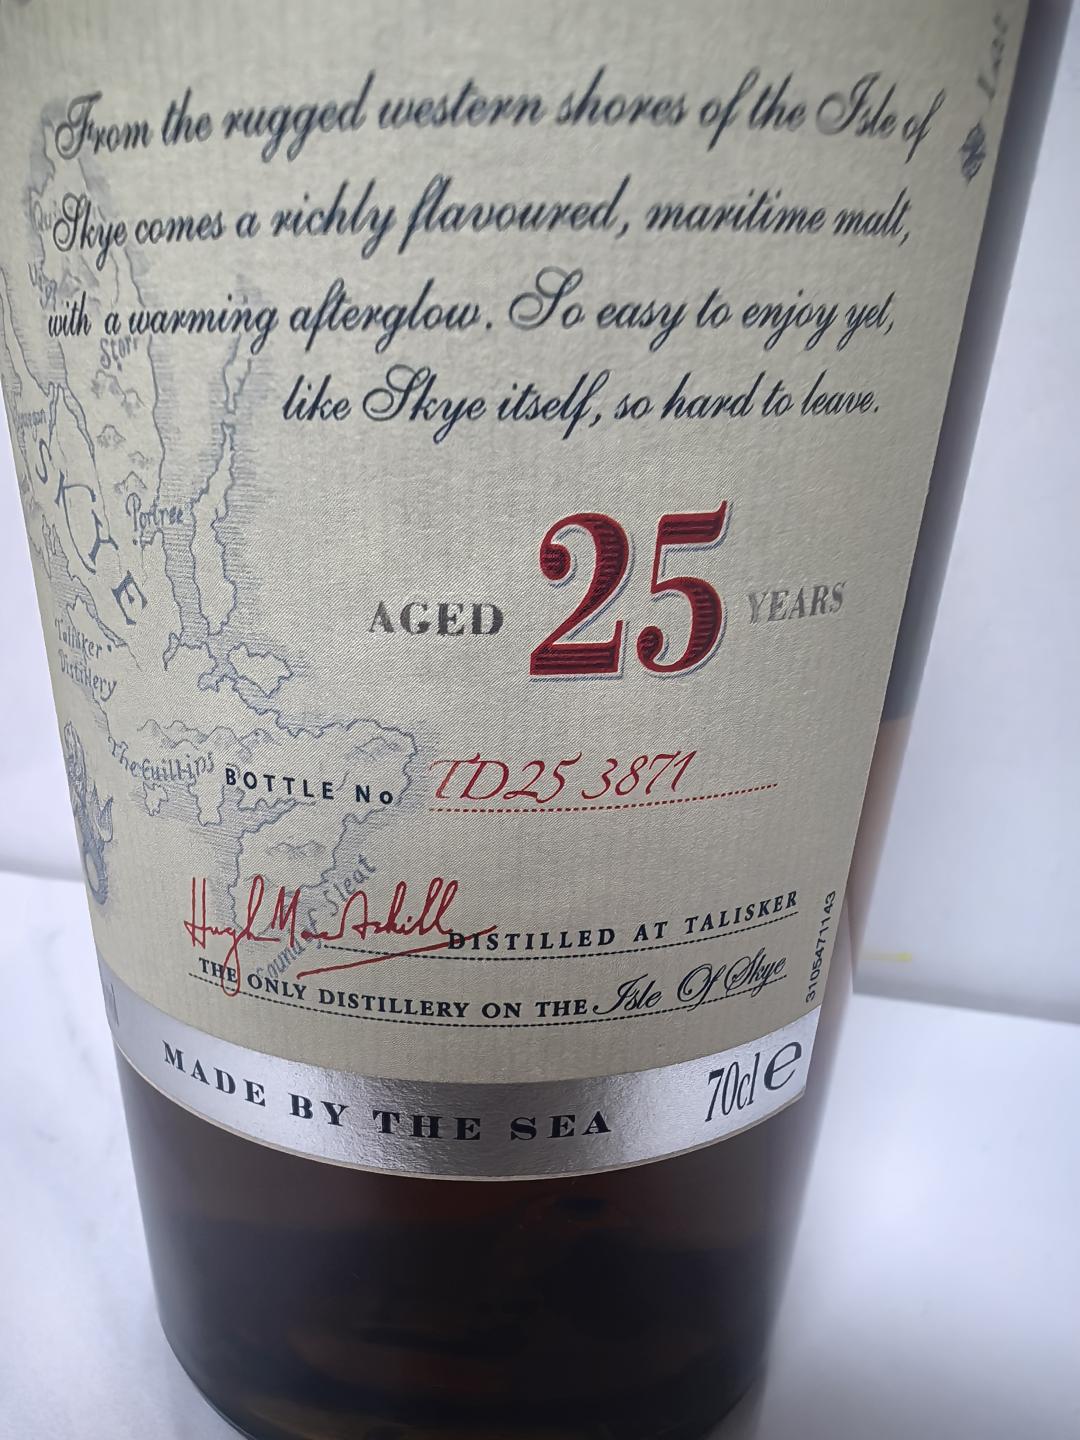 From the rugged western shores of the Isle of
Skye comes a richly flavoured, maritime malt,
with a warming afterglow. So easy to enjoy yet,
like Skye itself, so hard to leave.
Storr
SKYE
Portree
AGED 25 YEARS
Talisker
Distillery
The Cuillins
BOTTLE No TD25 3871
Sound of Sleat
Hugh MacAskill
DISTILLED AT TALISKER
THE ONLY DISTILLERY ON THE Isle Of Skye
3105471143
MADE BY THE SEA
70cl e